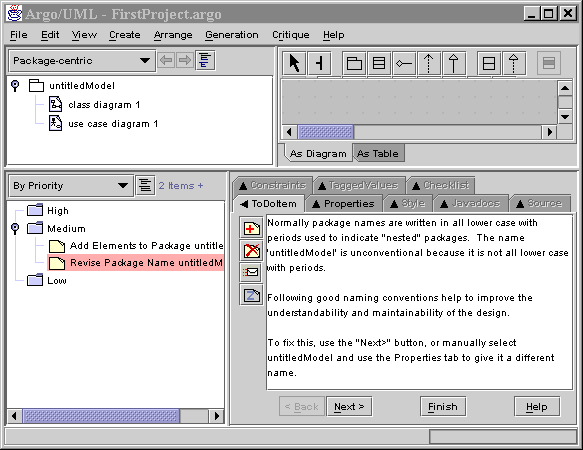 Argo/UML - FirstProject.argo
File Edit View Create Arrange Generation Critique Help
Package-centric
untitledModel
class diagram 1
use case diagram 1
As Diagram As Table
By Priority 2 Items +
High
Medium
Add Elements to Package untitle
Revise Package Name untitledM
Low
Constraints TaggedValues Checklist
ToDoItem Properties Style Javadocs Source
Normally package names are written in all lower case with
periods used to indicate "nested" packages. The name
'untitledModel' is unconventional because it is not all lower case
with periods.
Following good naming conventions help to improve the
understandability and maintainability of the design.
To fix this, use the "Next>" button, or manually select
untitledModel and use the Properties tab to give it a different
name.
< Back Next > Finish Help